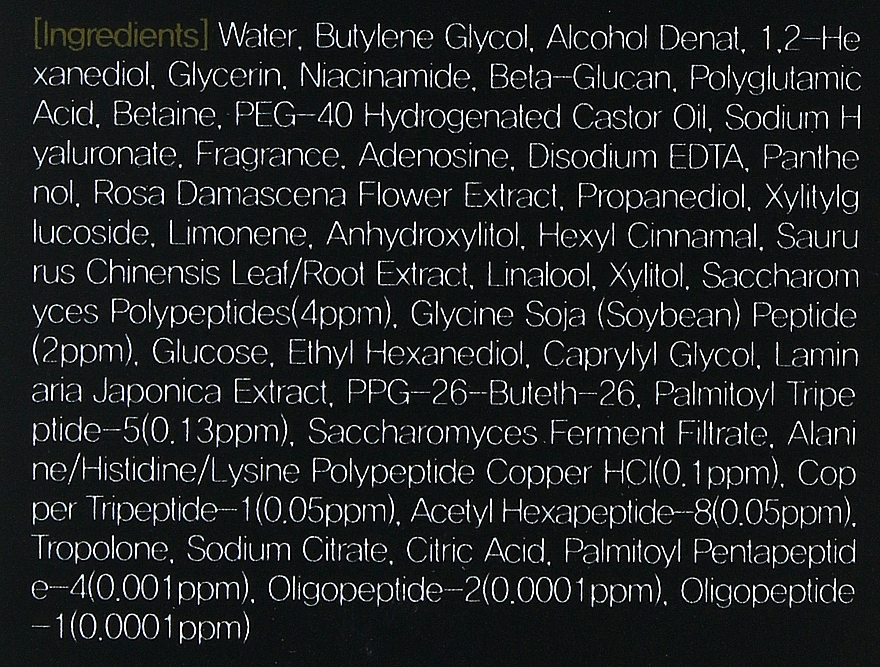 [Ingredients] Water, Butylene Glycol, Alcohol Denat, 1,2-He
xanediol, Glycerin, Niacinamide, Beta-Glucan, Polyglutamic
Acid, Betaine, PEG-40 Hydrogenated Castor Oil, Sodium H
yaluronate, Fragrance, Adenosine, Disodium EDTA, Panthe
nol, Rosa Damascena Flower Extract, Propanediol, Xylitylg
lucoside, Limonene, Anhydroxylitol, Hexyl Cinnamal, Sauru
rus Chinensis Leaf/Root Extract, Linalool, Xylitol, Saccharom
yces Polypeptides(4ppm), Glycine Soja (Soybean) Peptide
(2ppm), Glucose, Ethyl Hexanediol, Caprylyl Glycol, Lamin
aria Japonica Extract, PPG-26-Buteth-26, Palmitoyl Tripe
ptide-5(0.13ppm), Saccharomyces Ferment Filtrate, Alani
ne/Histidine/Lysine Polypeptide Copper HCl(0.1ppm), Cop
per Tripeptide-1(0.05ppm), Acetyl Hexapeptide-8(0.05ppm),
Tropolone, Sodium Citrate, Citric Acid, Palmitoyl Pentapeptid
e-4(0.001ppm), Oligopeptide-2(0.0001ppm), Oligopeptide
-1(0.0001ppm)